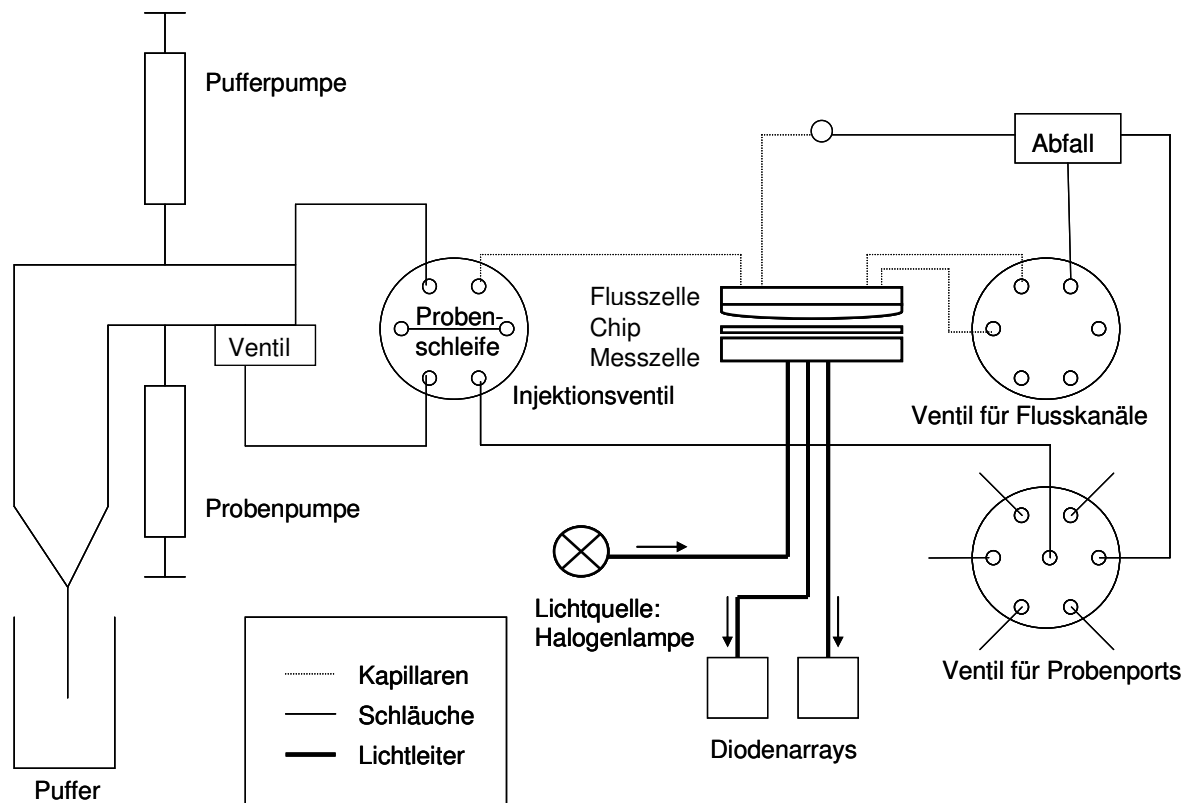 Pufferpumpe
Abfall
Flusszelle
Proben-
schleife
Chip
Ventil
Messzelle
Injektionsventil
Ventil für Flusskanäle
Probenpumpe
Lichtquelle:
Halogenlampe
Ventil für Probenports
Kapillaren
Schläuche
Lichtleiter
Diodenarrays
Puffer